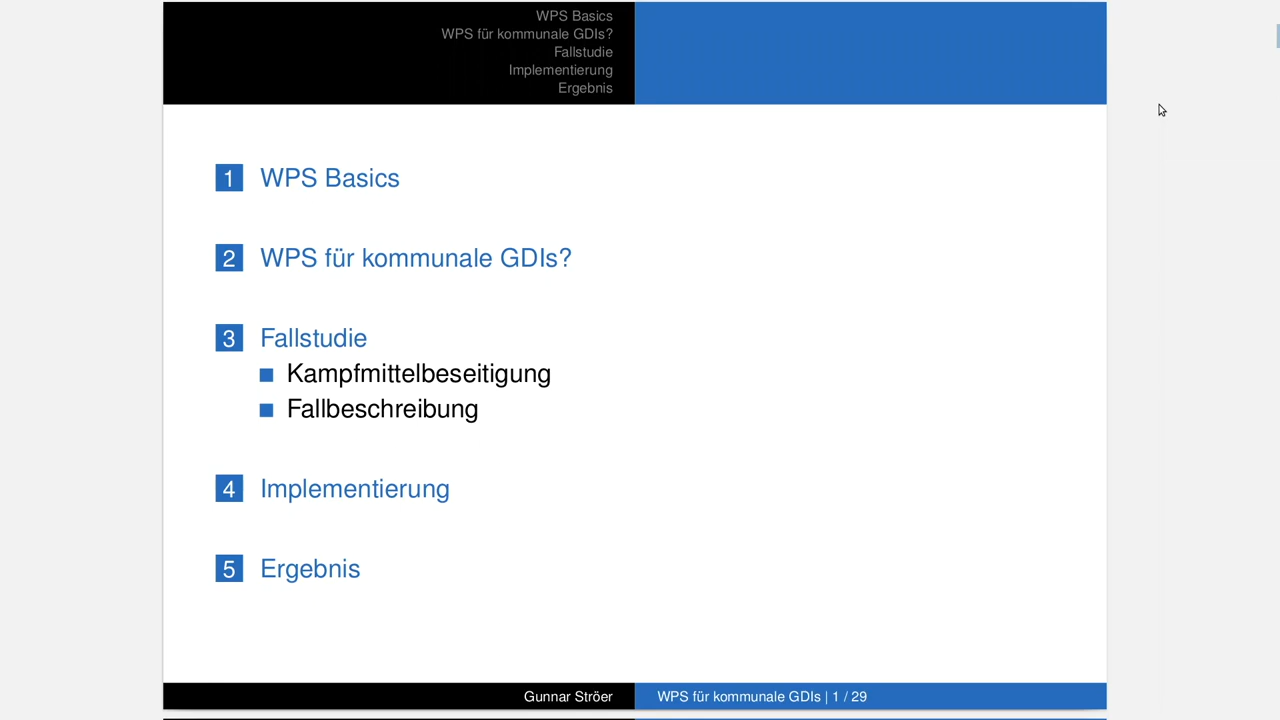 WPS Basics
WPS für kommunale GDIs?
Fallstudie
Implementierung
Ergebnis
1 WPS Basics
2 WPS für kommunale GDIs?
3 Fallstudie
Kampfmittelbeseitigung
Fallbeschreibung
4 Implementierung
5 Ergebnis
Gunnar Ströer
WPS für kommunale GDIs | 1 / 29